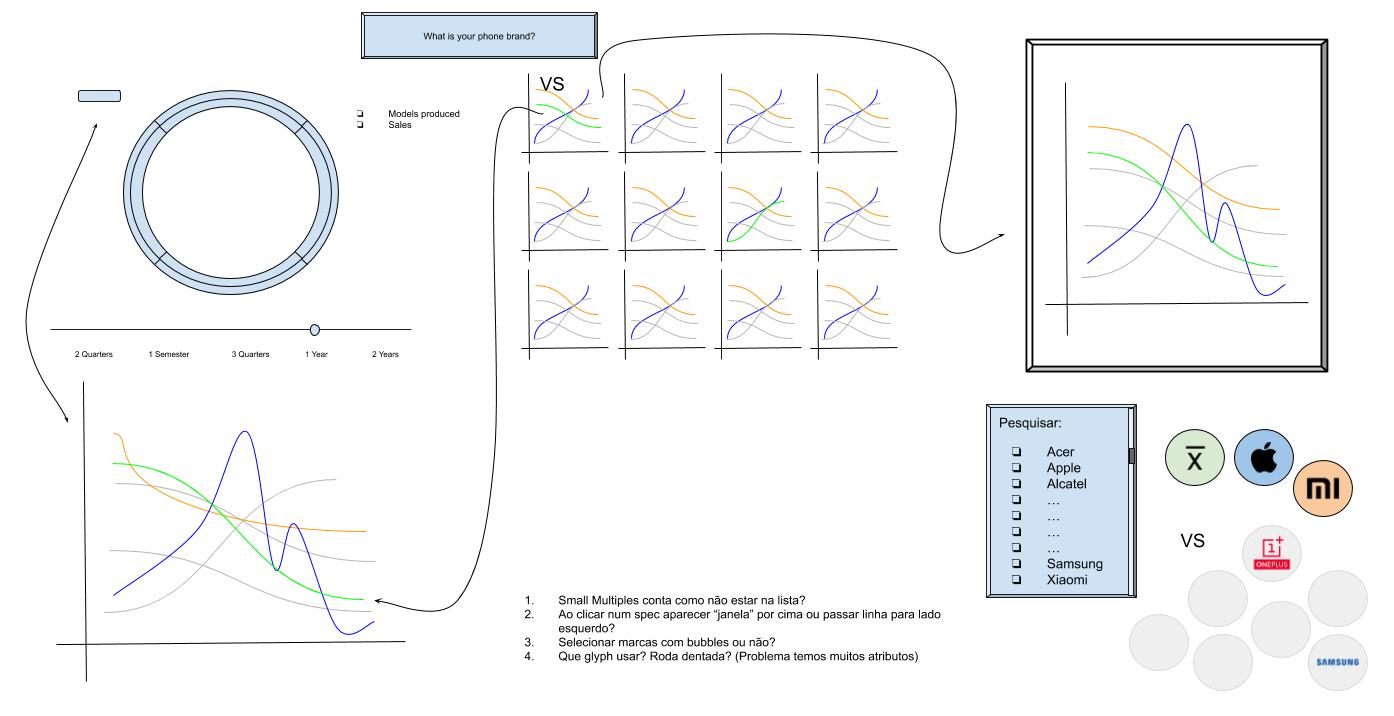 What is your phone brand?
❏ Models produced
❏ Sales
VS
2 Quarters
1 Semester
3 Quarters
1 Year
2 Years
Pesquisar:
❏ Acer
❏ Apple
❏ Alcatel
❏ …
❏ …
❏ …
❏ …
❏ Samsung
❏ Xiaomi
x̅
MI
VS
1+
ONEPLUS
SAMSUNG
1. Small Multiples conta como não estar na lista?
2. Ao clicar num spec aparecer “janela” por cima ou passar linha para lado
esquerdo?
3. Selecionar marcas com bubbles ou não?
4. Que glyph usar? Roda dentada? (Problema temos muitos atributos)